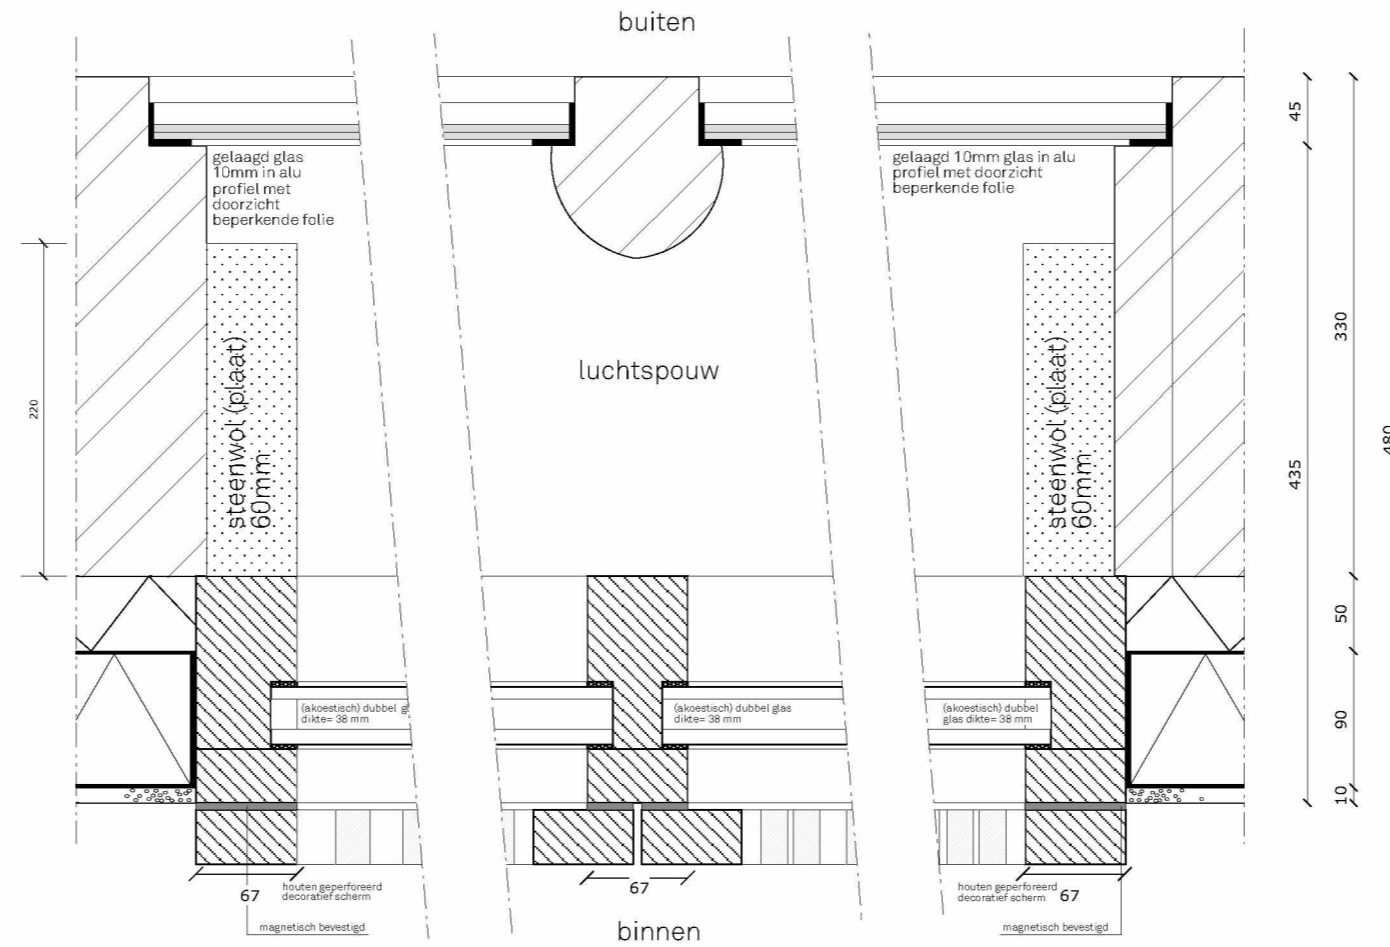 buiten
45
gelaagd glas
10mm in alu
profiel met
doorzicht
beperkende folie
gelaagd 10mm glas in alu
profiel met doorzicht
beperkende folie
330
luchtspouw
220
steenwol (plaat)
60mm
steenwol (plaat)
60mm
435
480
50
(akoestisch) dubbel
dikte= 38 mm
(akoestisch) dubbel glas
dikte= 38 mm
(akoestisch) dubbel
glas dikte= 38 mm
90
10
67
houten geperforeerd
decoratief scherm
67
houten geperforeerd
decoratief scherm
67
magnetisch bevestigd
magnetisch bevestigd
binnen